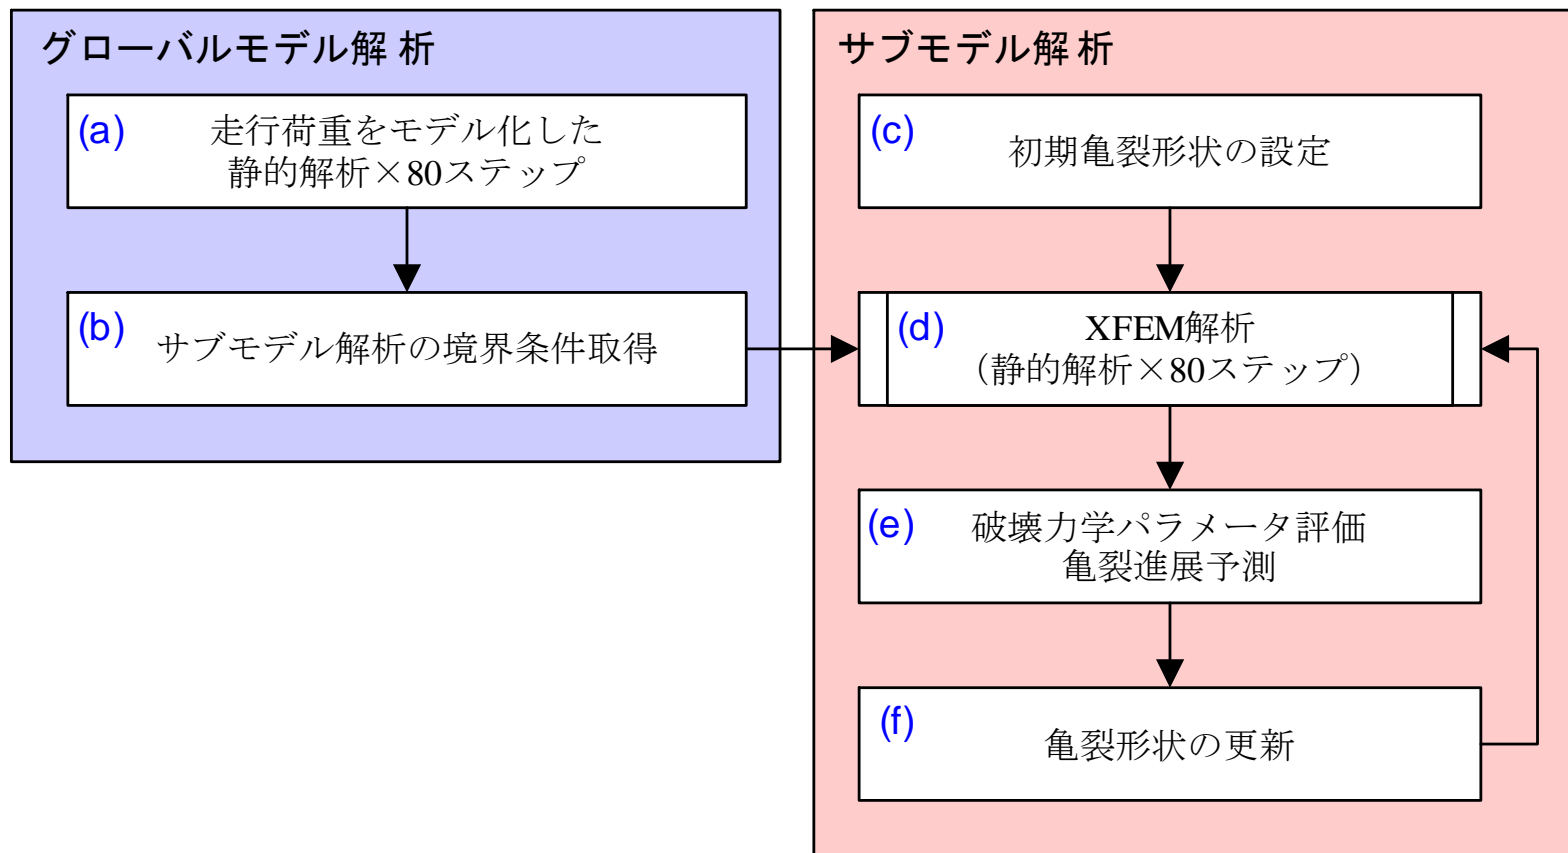 グローバルモデル解析
(a)
走行荷重をモデル化した
静的解析×80ステップ
(b)
サブモデル解析の境界条件取得
サブモデル解析
(c)
初期亀裂形状の設定
(d)
XFEM解析
（静的解析×80ステップ）
(e)
破壊力学パラメータ評価
亀裂進展予測
(f)
亀裂形状の更新